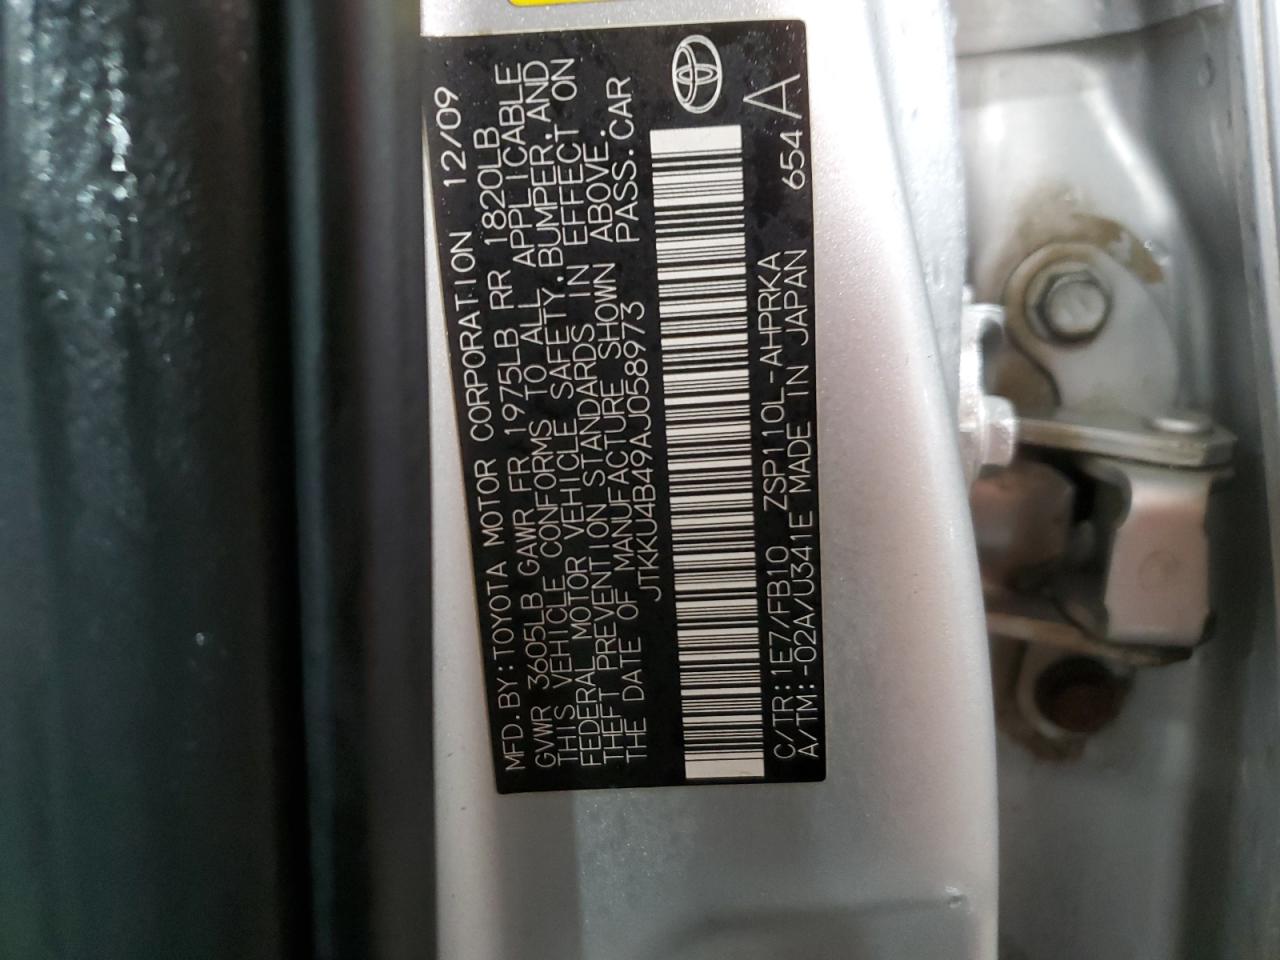 MFD.BY:TOYOTA MOTOR CORPORATION 12/09
GVWR 3605LB GAWR FR 1975LB RR 1820LB
THIS VEHICLE CONFORMS TO ALL APPLICABLE
FEDERAL MOTOR VEHICLE SAFETY.BUMPER.AND
THEFT PREVENTION STANDARDS IN EFFECT ON
THE DATE OF MANUFACTURE SHOWN ABOVE.
JTKKU4B49AJ058973 PASS.CAR
C/TR:1E7/FB10 ZSP110L-AHPRKA
A/TM:-02A/U341E MADE IN JAPAN 654 A